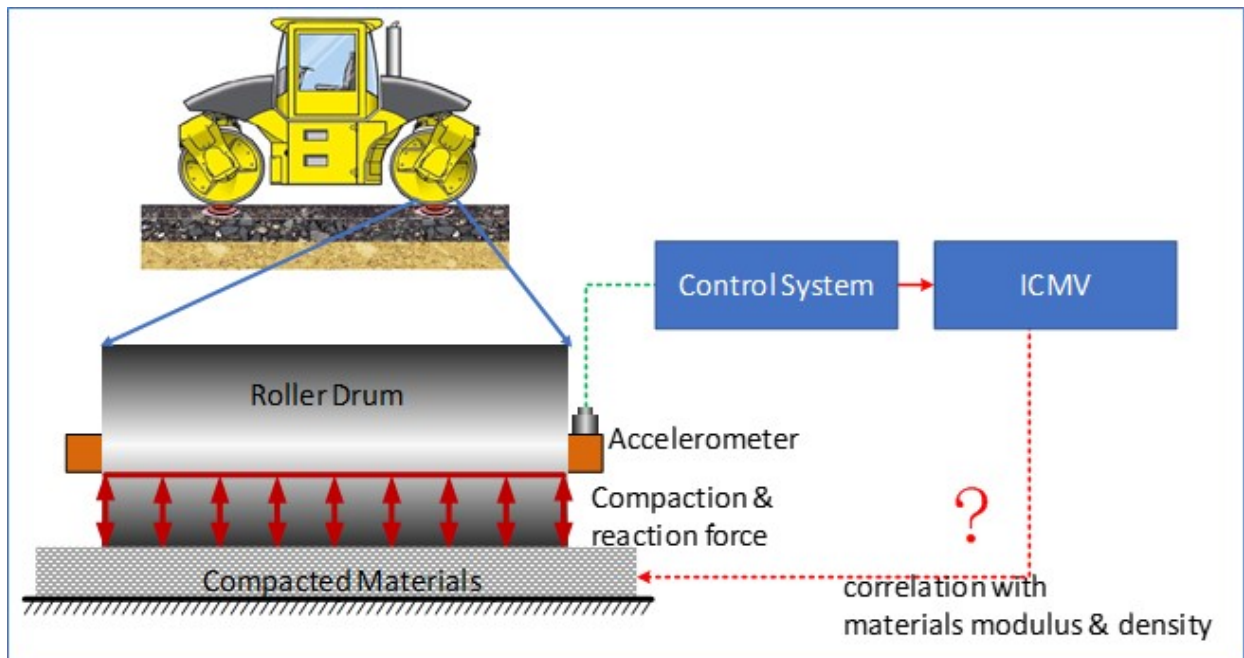 Control System
ICMV
Roller Drum
Accelerometer
Compaction &
reaction force
?
Compacted Materials
correlation with
materials modulus & density